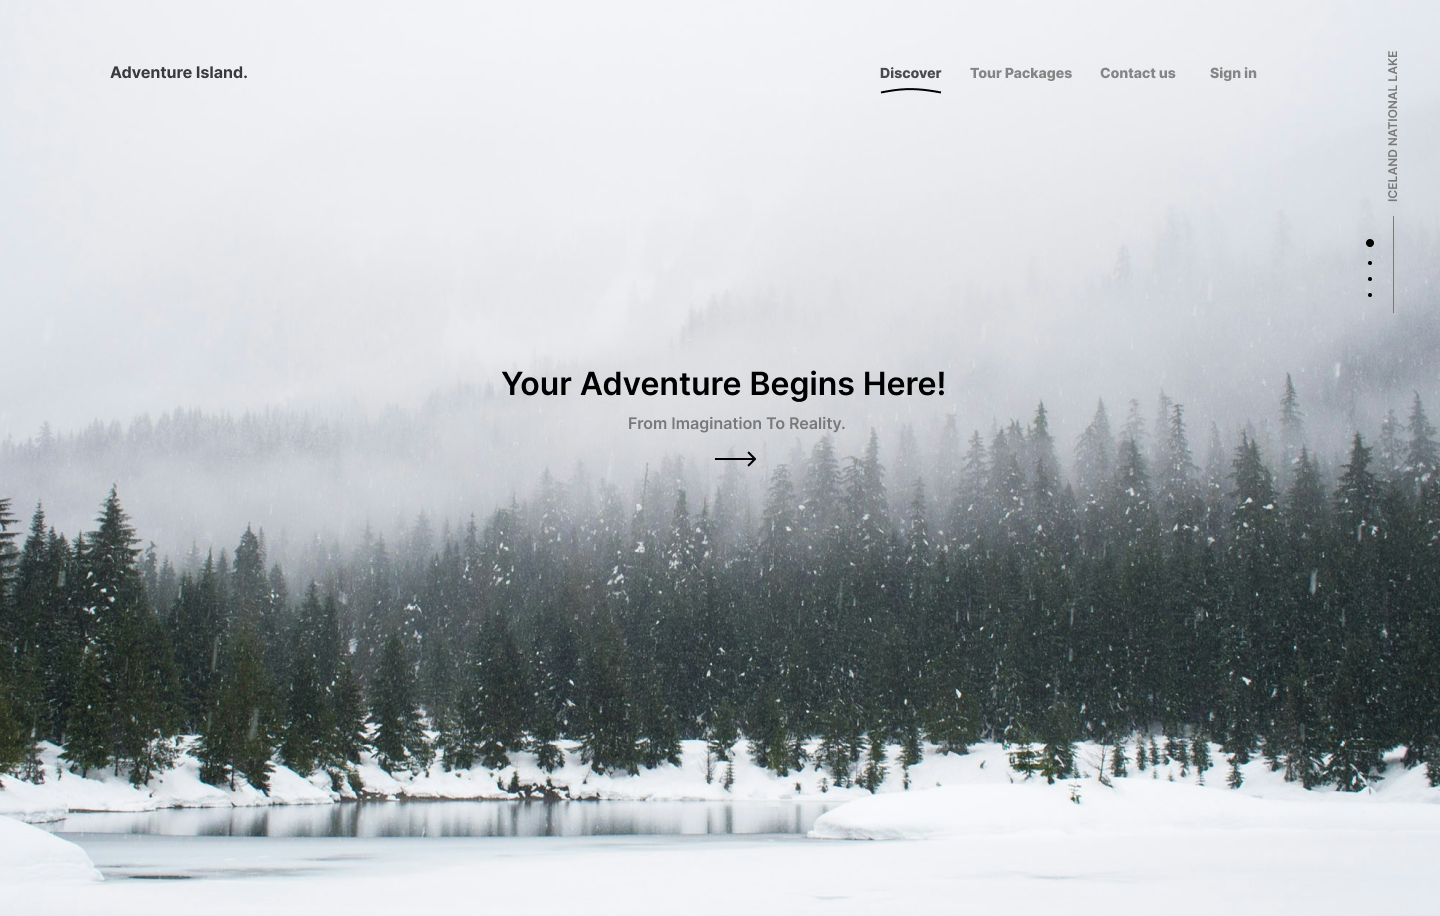 Adventure Island.
Discover
Tour Packages
Contact us
Sign in
ICELAND NATIONAL LAKE
Your Adventure Begins Here!
From Imagination To Reality.